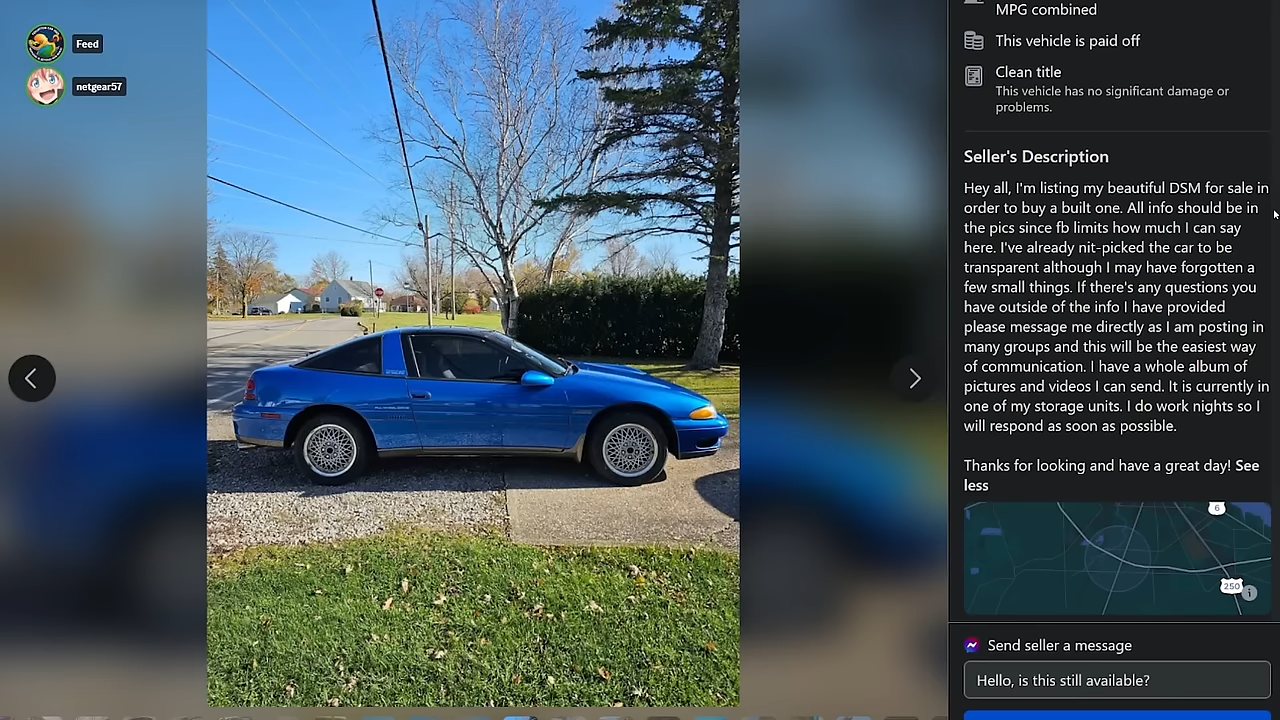 Feed
netgear57
MPG combined
This vehicle is paid off
Clean title
This vehicle has no significant damage or
problems.
Seller's Description
Hey all, I'm listing my beautiful DSM for sale in
order to buy a built one. All info should be in
the pics since fb limits how much I can say
here. I've already nit-picked the car to be
transparent although I may have forgotten a
few small things. If there's any questions you
have outside of the info I have provided
please message me directly as I am posting in
many groups and this will be the easiest way
of communication. I have a whole album of
pictures and videos I can send. It is currently in
one of my storage units. I do work nights so I
will respond as soon as possible.
Thanks for looking and have a great day! See
less
6
250
Send seller a message
Hello, is this still available?